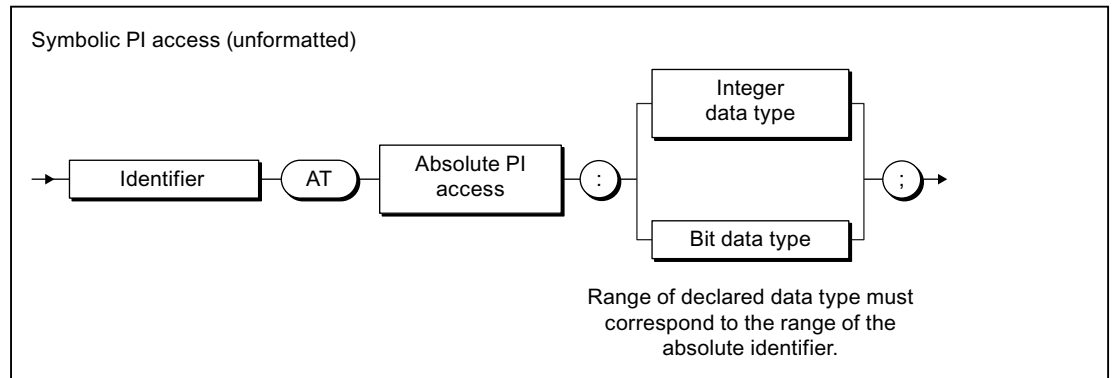 Symbolic PI access (unformatted)
Identifier
AT
Absolute PI
access
:
Integer
data type
Bit data type
;
Range of declared data type must
correspond to the range of the
absolute identifier.